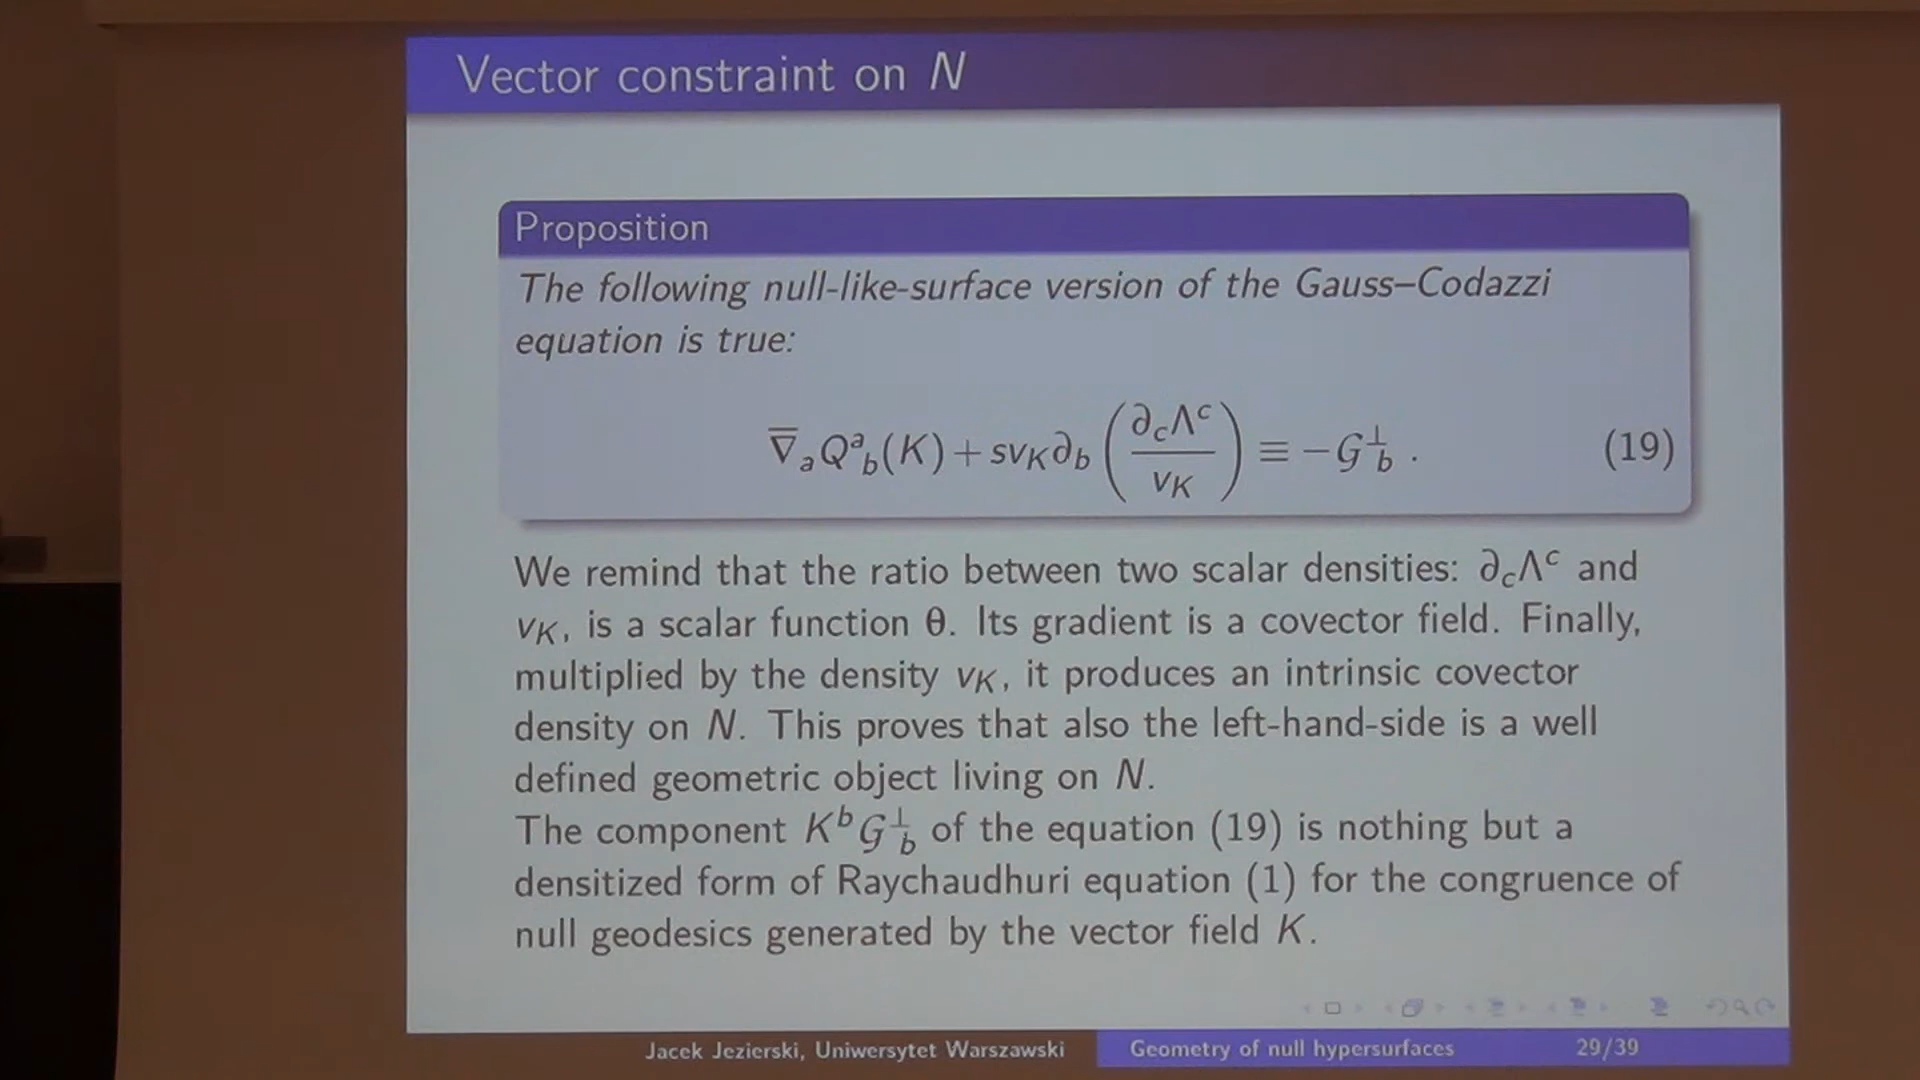 Vector constraint on N
Proposition
The following null-like-surface version of the Gauss–Codazzi
equation is true:
∇̅ₐQᵃ_b(K) + sv_K∂_b (∂_cΛᶜ / v_K) ≡ −𝒢^⊥_b . (19)
We remind that the ratio between two scalar densities: ∂_cΛᶜ and
v_K, is a scalar function θ. Its gradient is a covector field. Finally,
multiplied by the density v_K, it produces an intrinsic covector
density on N. This proves that also the left-hand-side is a well
defined geometric object living on N.
The component Kᵇ𝒢^⊥_b of the equation (19) is nothing but a
densitized form of Raychaudhuri equation (1) for the congruence of
null geodesics generated by the vector field K.
Jacek Jezierski, Uniwersytet Warszawski Geometry of null hypersurfaces 29/39